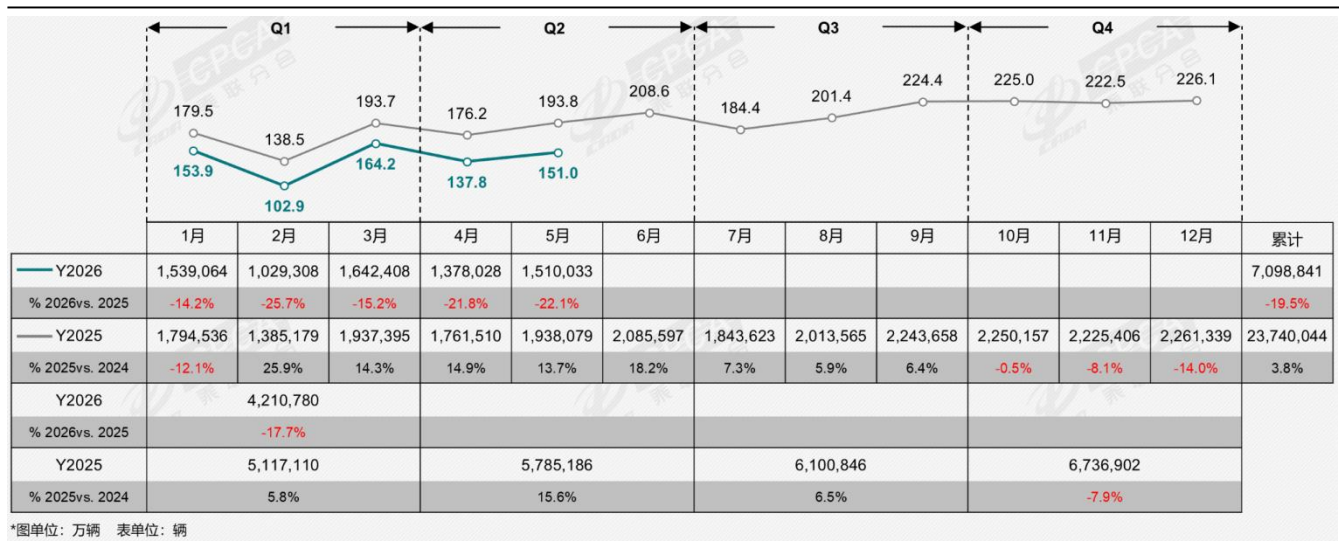 Q1 Q2 Q3 Q4
179.5 138.5 193.7 176.2 193.8 208.6 184.4 201.4 224.4 225.0 222.5 226.1
153.9 102.9 164.2 137.8 151.0
1月 2月 3月 4月 5月 6月 7月 8月 9月 10月 11月 12月 累计
Y2026 1,539,064 1,029,308 1,642,408 1,378,028 1,510,033 7,098,841
% 2026vs. 2025 -14.2% -25.7% -15.2% -21.8% -22.1% -19.5%
Y2025 1,794,536 1,385,179 1,937,395 1,761,510 1,938,079 2,085,597 1,843,623 2,013,565 2,243,658 2,250,157 2,225,406 2,261,339 23,740,044
% 2025vs. 2024 -12.1% 25.9% 14.3% 14.9% 13.7% 18.2% 7.3% 5.9% 6.4% -0.5% -8.1% -14.0% 3.8%
Y2026 4,210,780
% 2026vs. 2025 -17.7%
Y2025 5,117,110 5,785,186 6,100,846 6,736,902
% 2025vs. 2024 5.8% 15.6% 6.5% -7.9%
*图单位：万辆 表单位：辆
CPCA
乘联分会